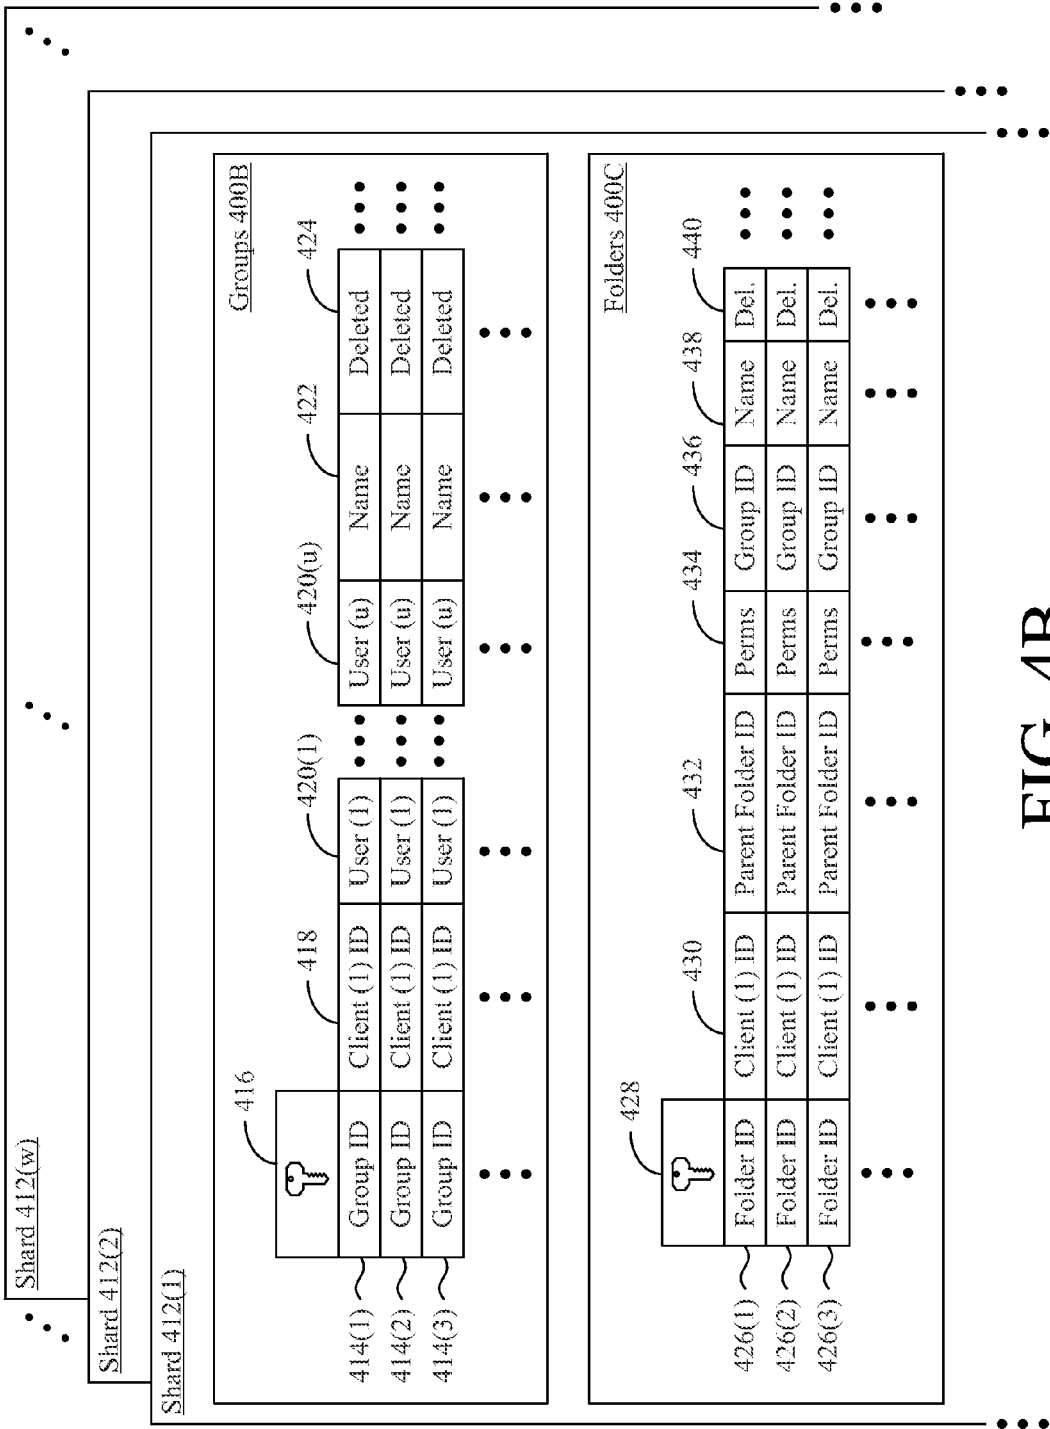 Shard 412(w)
Shard 412(2)
Shard 412(1)
Groups 400B
416
418
420(1)
420(u)
422
424
414(1) Group ID Client (1) ID User (1) User (u) Name Deleted
414(2) Group ID Client (1) ID User (1) User (u) Name Deleted
414(3) Group ID Client (1) ID User (1) User (u) Name Deleted
Folders 400C
428
430
432
434
436
438
440
426(1) Folder ID Client (1) ID Parent Folder ID Perms Group ID Name Del.
426(2) Folder ID Client (1) ID Parent Folder ID Perms Group ID Name Del.
426(3) Folder ID Client (1) ID Parent Folder ID Perms Group ID Name Del.
FIG. 4B